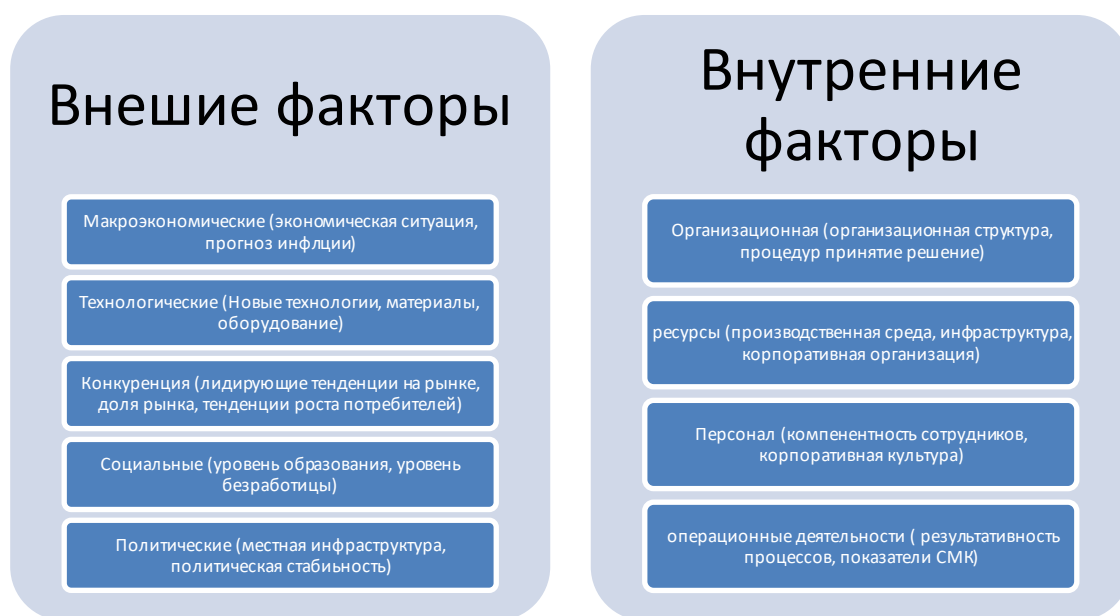 Внешие факторы
Макроэкономические (экономическая ситуация,
прогноз инфлции)
Технологические (Новые технологии, материалы,
оборудование)
Конкуренция (лидирующие тенденции на рынке,
доля рынка, тенденции роста потребителей)
Социальные (уровень образования, уровень
безработицы)
Политические (местная инфраструктура,
политическая стабиьность)
Внутренние
факторы
Организационная (организационная структура,
процедур принятие решение)
ресурсы (производственная среда, инфраструктура,
корпоративная организация)
Персонал (компенентность сотрудников,
корпоративная культура)
операционные деятельности ( результативность
процессов, показатели СМК)